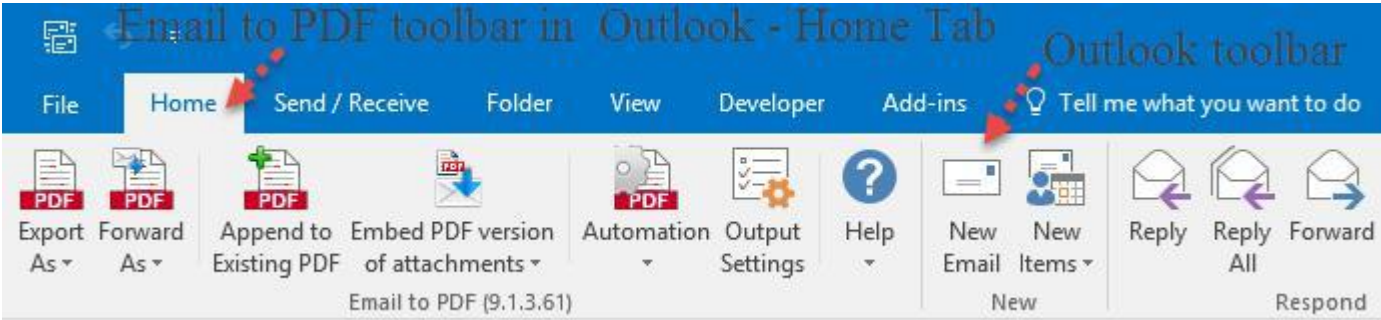 Email to PDF toolbar in Outlook - Home Tab
Outlook toolbar
File Home Send / Receive Folder View Developer Add-ins Tell me what you want to do
PDF PDF PDF PDF PDF
Export Forward Append to Embed PDF version Automation Output Help New New Reply Reply Forward
As As Existing PDF of attachments Settings Email Items All
Email to PDF (9.1.3.61) New Respond